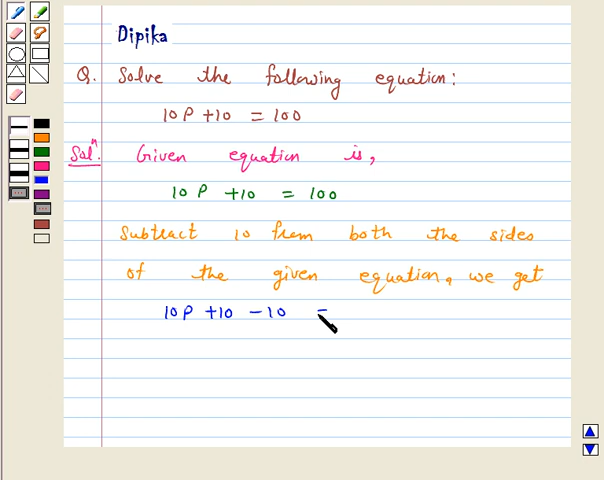 Dipika
Q. Solve the following equation:
10P +10 = 100
Solⁿ Given equation is,
10P +10 = 100
Subtract 10 from both the sides
of the given equation, we get
10P +10 -10 =